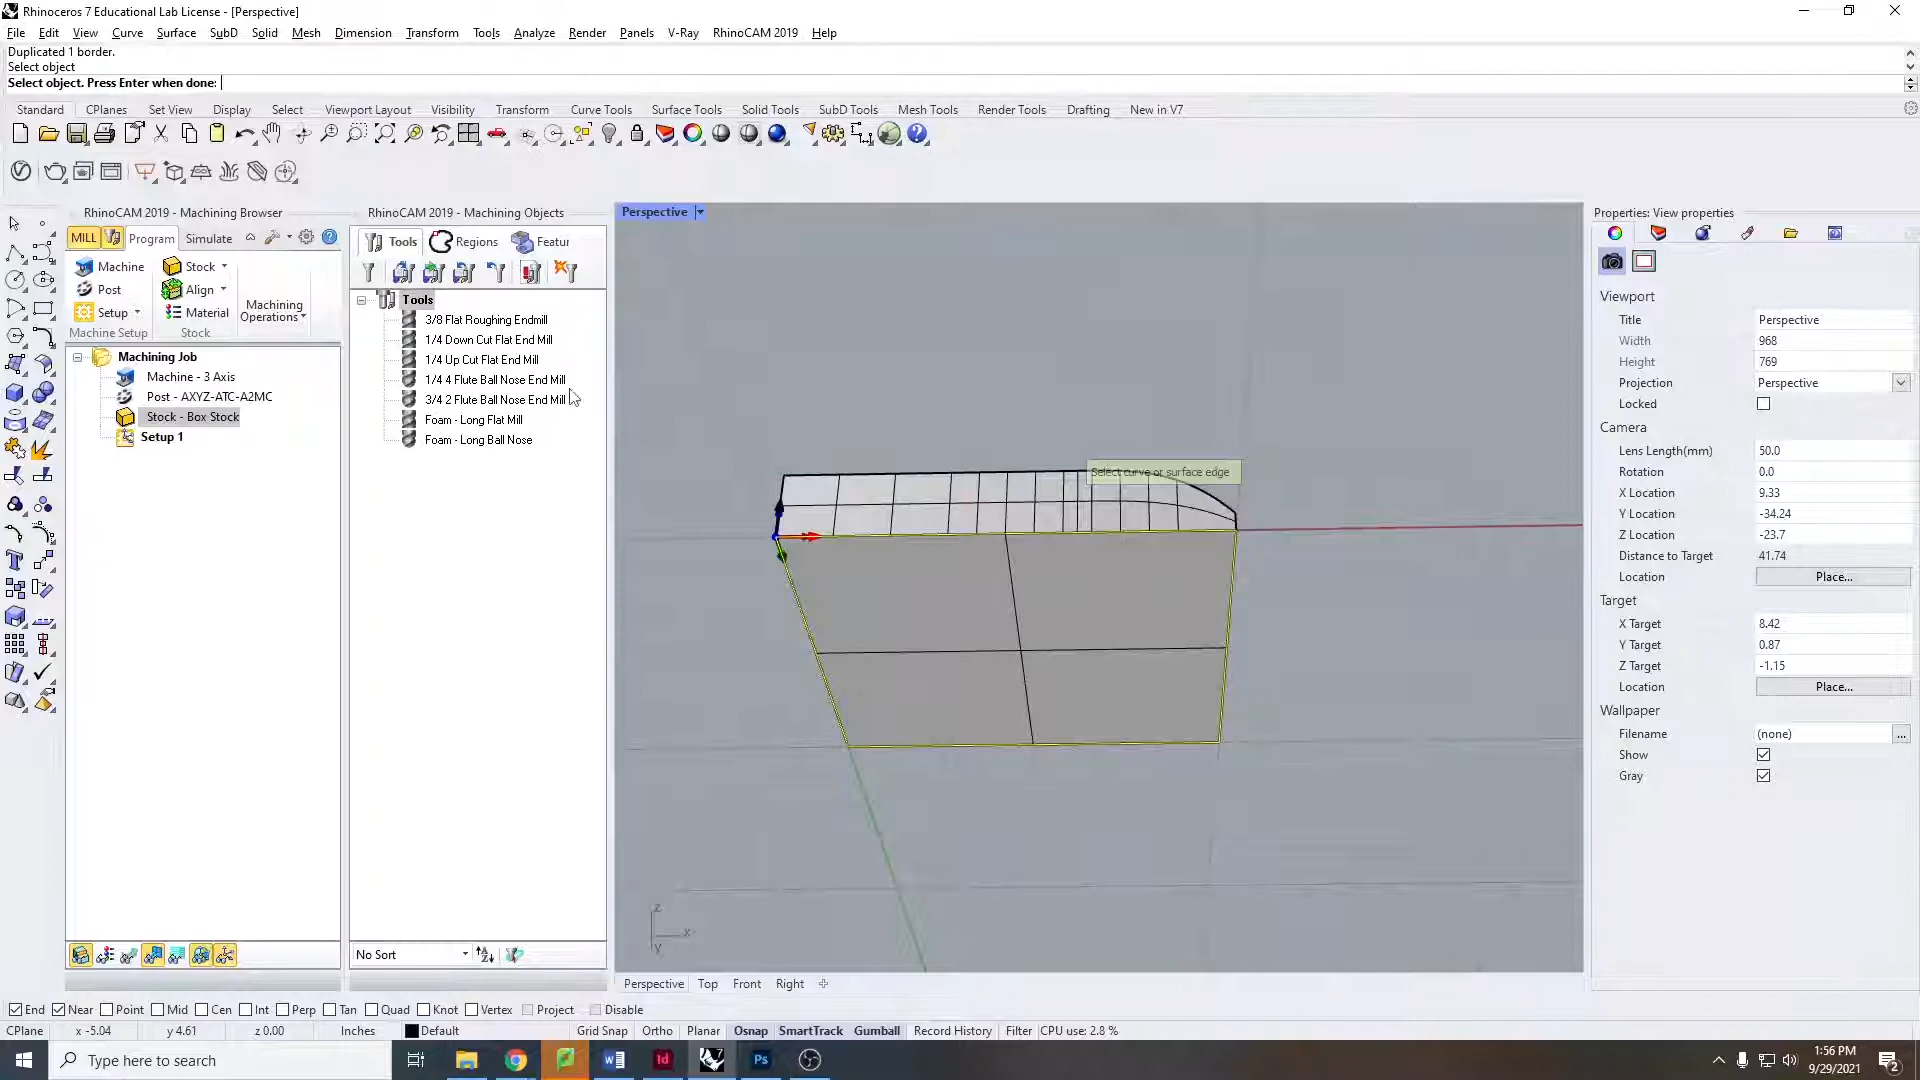 Rhinoceros 7 Educational Lab License - [Perspective]
File Edit View Curve Surface SubD Solid Mesh Dimension Transform Tools Analyze Render Panels V-Ray RhinoCAM 2019 Help
Duplicated 1 border.
Select object
Select object. Press Enter when done:
Standard CPlanes Set View Display Select Viewport Layout Visibility Transform Curve Tools Surface Tools Solid Tools SubD Tools Mesh Tools Render Tools Drafting New in V7
RhinoCAM 2019 - Machining Browser
MILL Program Simulate
Machine Stock
Post Align
Setup Material
Machining Operations
Machine Setup Stock
Machining Job
Machine - 3 Axis
Post - AXYZ-ATC-A2MC
Stock - Box Stock
Setup 1
RhinoCAM 2019 - Machining Objects
Tools Regions Featur
Tools
3/8 Flat Roughing Endmill
1/4 Down Cut Flat End Mill
1/4 Up Cut Flat End Mill
1/4 4 Flute Ball Nose End Mill
3/4 2 Flute Ball Nose End Mill
Foam - Long Flat Mill
Foam - Long Ball Nose
No Sort
Perspective
Select curve or surface edge
z
x
y
Perspective Top Front Right
Properties: View properties
Viewport
Title Perspective
Width 968
Height 769
Projection Perspective
Locked
Camera
Lens Length(mm) 50.0
Rotation 0.0
X Location 9.33
Y Location -34.24
Z Location -23.7
Distance to Target 41.74
Location Place...
Target
X Target 8.42
Y Target 0.87
Z Target -1.15
Location Place...
Wallpaper
Filename (none) ...
Show
Gray
End Near Point Mid Cen Int Perp Tan Quad Knot Vertex Project Disable
CPlane x -5.04 y 4.61 z 0.00 Inches Default Grid Snap Ortho Planar Osnap SmartTrack Gumball Record History Filter CPU use: 2.8 %
Type here to search
Id
Ps
1:56 PM
9/29/2021
2